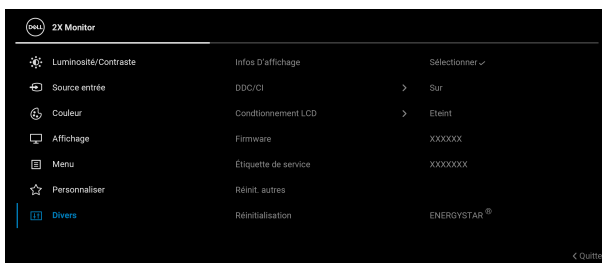 DELL 2X Monitor
Luminosité/Contraste Infos D'affichage Sélectionner
Source entrée DDC/CI > Sur
Couleur Condtionnement LCD > Eteint
Affichage Firmware XXXXXX
Menu Étiquette de service XXXXXXX
Personnaliser Réinit. autres
Divers Réinitialisation ENERGYSTAR®
< Quitte